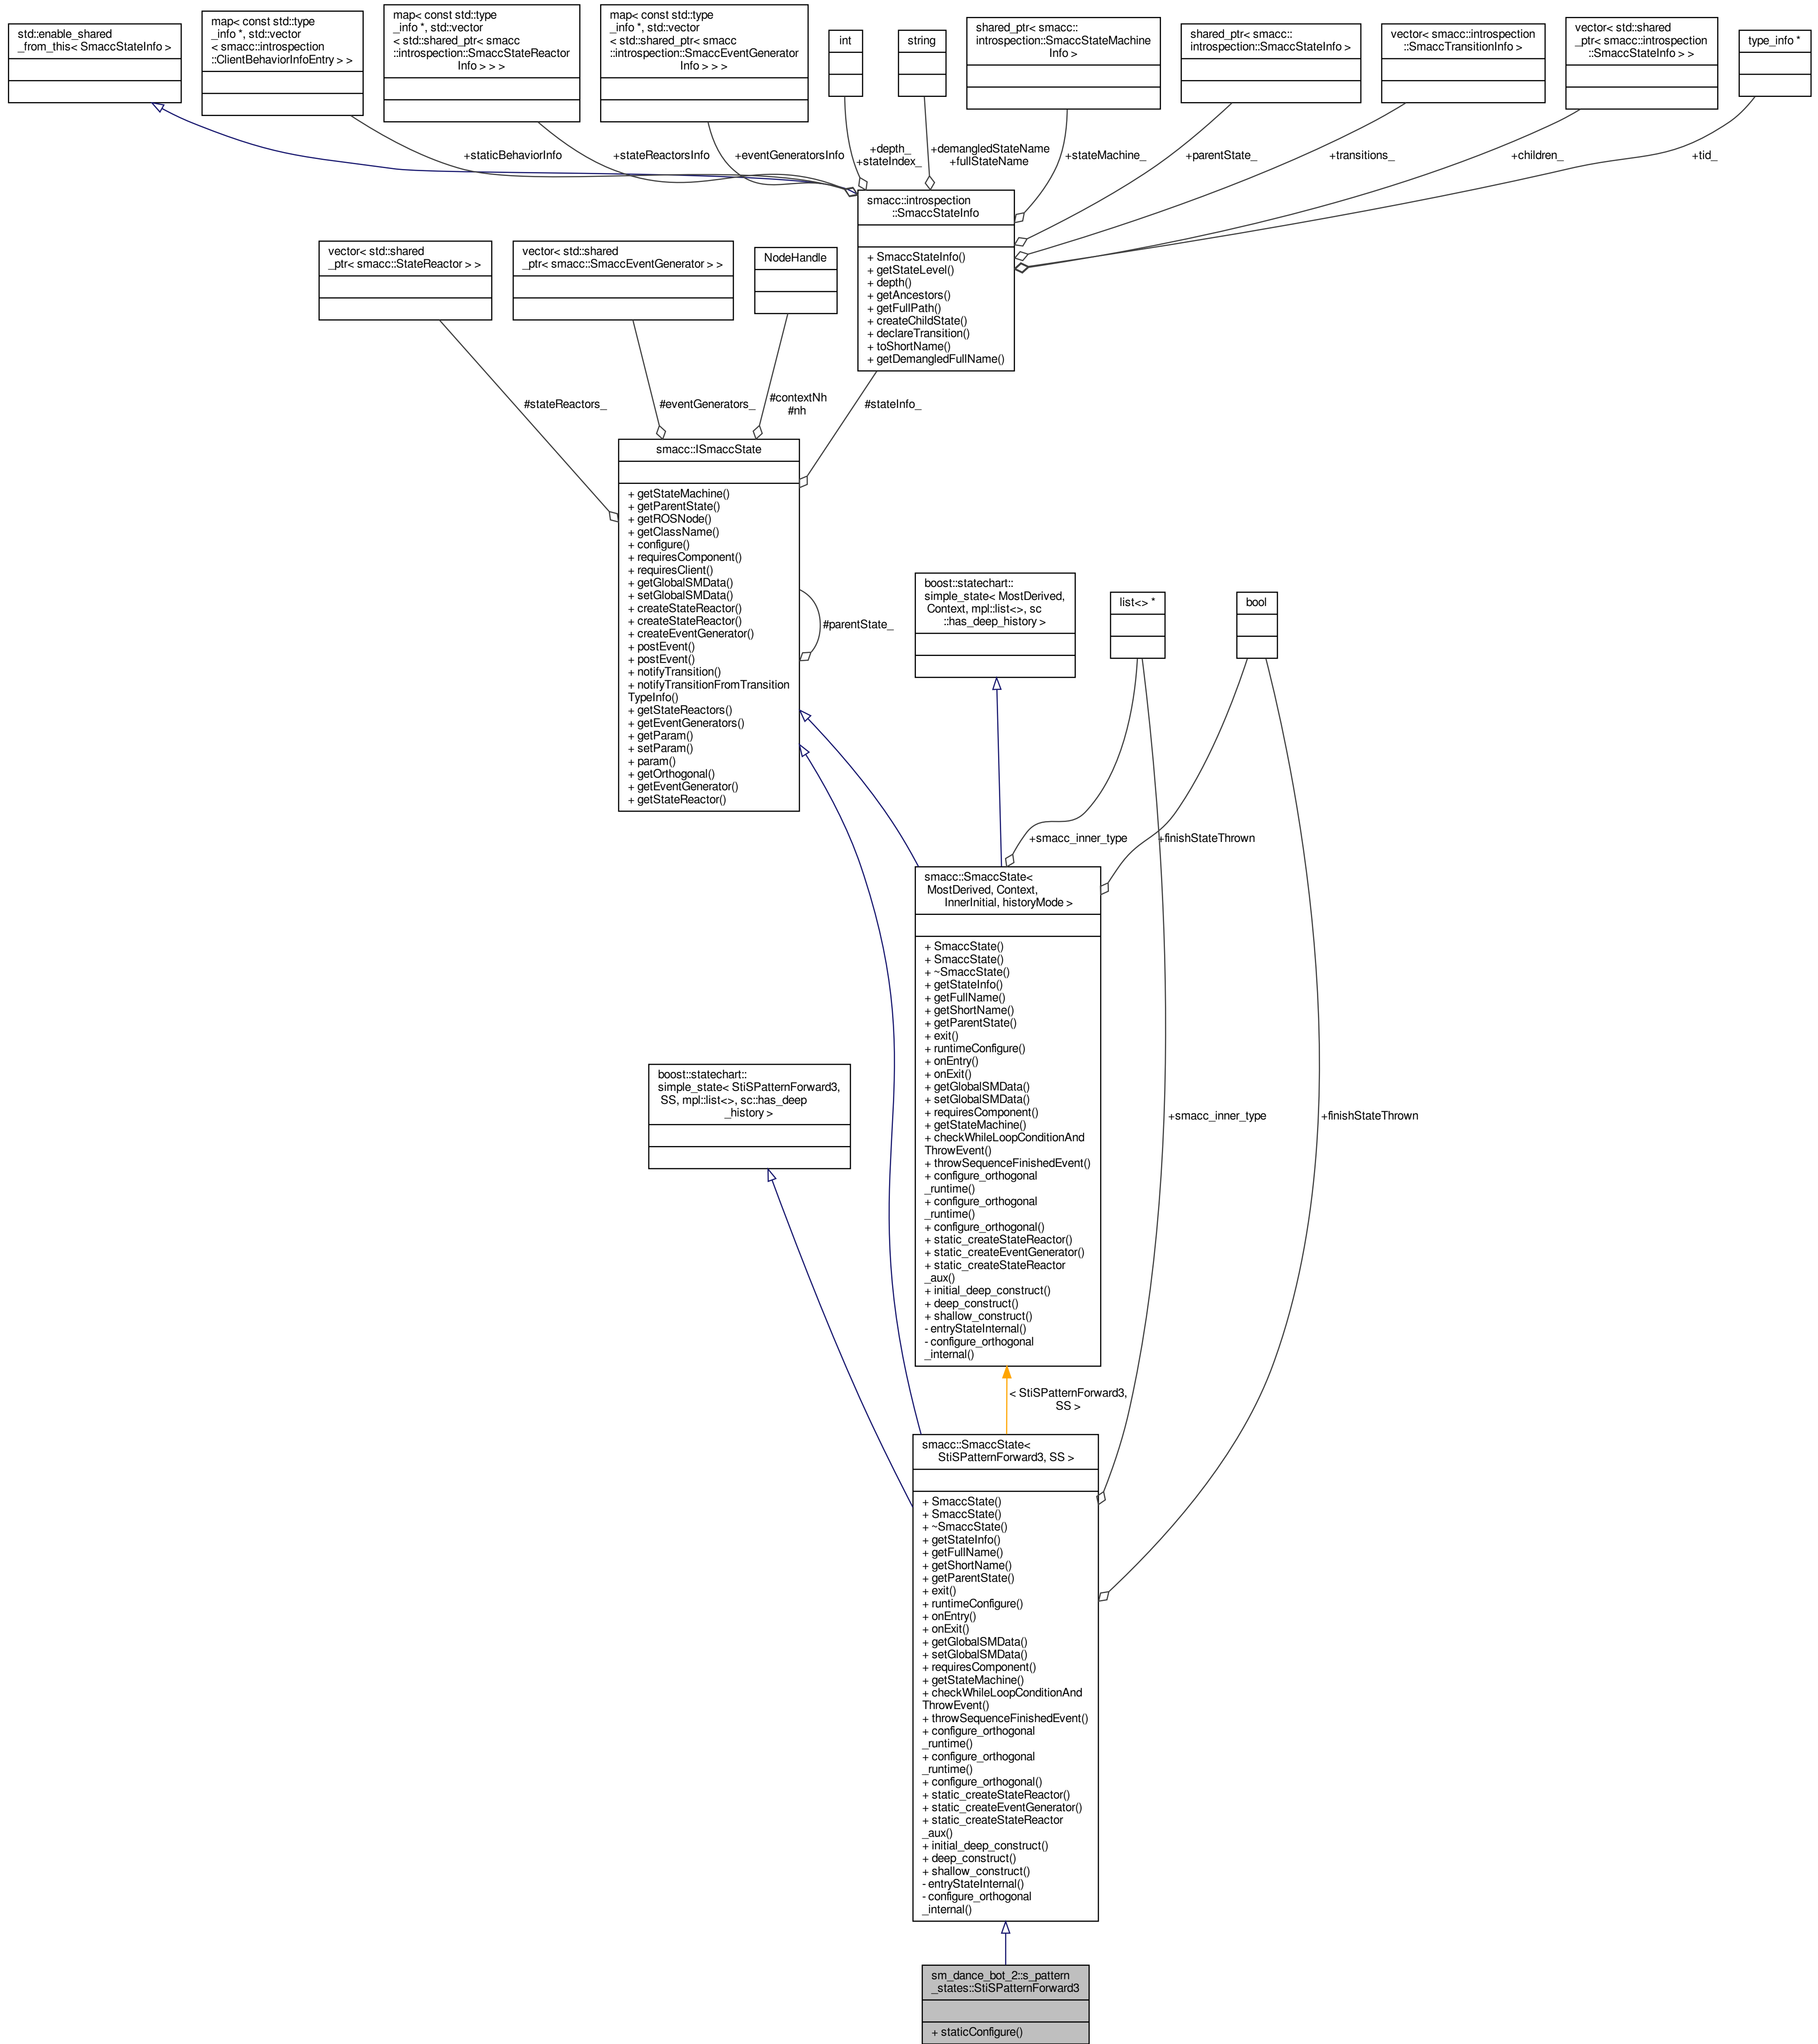 std::enable_shared
_from_this< SmaccStateInfo >
map< const std::type
_info *, std::vector
< smacc::introspection
::ClientBehaviorInfoEntry > >
map< const std::type
_info *, std::vector
< std::shared_ptr< smacc
::introspection::SmaccStateReactor
Info > > >
map< const std::type
_info *, std::vector
< std::shared_ptr< smacc
::introspection::SmaccEventGenerator
Info > > >
int
string
shared_ptr< smacc::
introspection::SmaccStateMachine
Info >
shared_ptr< smacc::
introspection::SmaccStateInfo >
vector< smacc::introspection
::SmaccTransitionInfo >
vector< std::shared
_ptr< smacc::introspection
::SmaccStateInfo > >
type_info *
+staticBehaviorInfo
+stateReactorsInfo
+eventGeneratorsInfo
+depth_
+stateIndex_
+demangledStateName
+fullStateName
+stateMachine_
+parentState_
+transitions_
+children_
+tid_
smacc::introspection
::SmaccStateInfo
+ SmaccStateInfo()
+ getStateLevel()
+ depth()
+ getAncestors()
+ getFullPath()
+ createChildState()
+ declareTransition()
+ toShortName()
+ getDemangledFullName()
vector< std::shared
_ptr< smacc::StateReactor > >
vector< std::shared
_ptr< smacc::SmaccEventGenerator > >
NodeHandle
#stateReactors_
#eventGenerators_
#contextNh
#nh
#stateInfo_
smacc::ISmaccState
+ getStateMachine()
+ getParentState()
+ getROSNode()
+ getClassName()
+ configure()
+ requiresComponent()
+ requiresClient()
+ getGlobalSMData()
+ setGlobalSMData()
+ createStateReactor()
+ createStateReactor()
+ createEventGenerator()
+ postEvent()
+ postEvent()
+ notifyTransition()
+ notifyTransitionFromTransition
TypeInfo()
+ getStateReactors()
+ getEventGenerators()
+ getParam()
+ setParam()
+ param()
+ getOrthogonal()
+ getEventGenerator()
+ getStateReactor()
#parentState_
boost::statechart::
simple_state< MostDerived,
Context, mpl::list<>, sc
::has_deep_history >
list<> *
bool
+smacc_inner_type
+finishStateThrown
smacc::SmaccState<
MostDerived, Context,
InnerInitial, historyMode >
+ SmaccState()
+ SmaccState()
+ ~SmaccState()
+ getStateInfo()
+ getFullName()
+ getShortName()
+ getParentState()
+ exit()
+ runtimeConfigure()
+ onEntry()
+ onExit()
+ getGlobalSMData()
+ setGlobalSMData()
+ requiresComponent()
+ getStateMachine()
+ checkWhileLoopConditionAnd
ThrowEvent()
+ throwSequenceFinishedEvent()
+ configure_orthogonal
_runtime()
+ configure_orthogonal
_runtime()
+ configure_orthogonal()
+ static_createStateReactor()
+ static_createEventGenerator()
+ static_createStateReactor
_aux()
+ initial_deep_construct()
+ deep_construct()
+ shallow_construct()
- entryStateInternal()
- configure_orthogonal
_internal()
boost::statechart::
simple_state< StiSPatternForward3,
SS, mpl::list<>, sc::has_deep
_history >
+smacc_inner_type
+finishStateThrown
< StiSPatternForward3,
SS >
smacc::SmaccState<
StiSPatternForward3, SS >
+ SmaccState()
+ SmaccState()
+ ~SmaccState()
+ getStateInfo()
+ getFullName()
+ getShortName()
+ getParentState()
+ exit()
+ runtimeConfigure()
+ onEntry()
+ onExit()
+ getGlobalSMData()
+ setGlobalSMData()
+ requiresComponent()
+ getStateMachine()
+ checkWhileLoopConditionAnd
ThrowEvent()
+ throwSequenceFinishedEvent()
+ configure_orthogonal
_runtime()
+ configure_orthogonal
_runtime()
+ configure_orthogonal()
+ static_createStateReactor()
+ static_createEventGenerator()
+ static_createStateReactor
_aux()
+ initial_deep_construct()
+ deep_construct()
+ shallow_construct()
- entryStateInternal()
- configure_orthogonal
_internal()
sm_dance_bot_2::s_pattern
_states::StiSPatternForward3
+ staticConfigure()